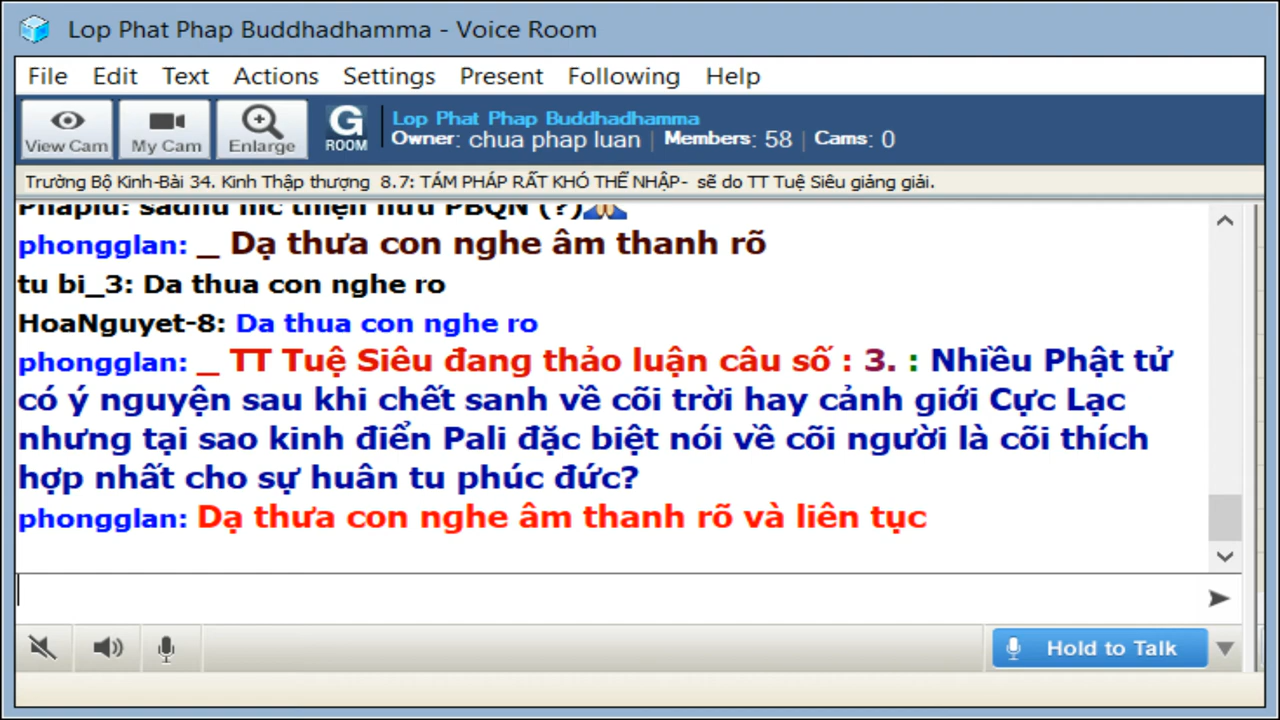 Lop Phat Phap Buddhadhamma - Voice Room
File Edit Text Actions Settings Present Following Help
View Cam My Cam Enlarge G ROOM
Lop Phat Phap Buddhadhamma
Owner: chua phap luan | Members: 58 | Cams: 0
Trường Bộ Kinh-Bài 34. Kinh Thập thượng 8.7: TÁM PHÁP RẤT KHÓ THỂ NHẬP- sẽ do TT Tuệ Siêu giảng giải.
Phapiu: sadhu mc thiện hữu PBQN (?)
phongglan: _ Dạ thưa con nghe âm thanh rõ
tu bi_3: Da thua con nghe ro
HoaNguyet-8: Da thua con nghe ro
phongglan: _ TT Tuệ Siêu đang thảo luận câu số : 3. : Nhiều Phật tử
có ý nguyện sau khi chết sanh về cõi trời hay cảnh giới Cực Lạc
nhưng tại sao kinh điển Pali đặc biệt nói về cõi người là cõi thích
hợp nhất cho sự huân tu phúc đức?
phongglan: Dạ thưa con nghe âm thanh rõ và liên tục
Hold to Talk